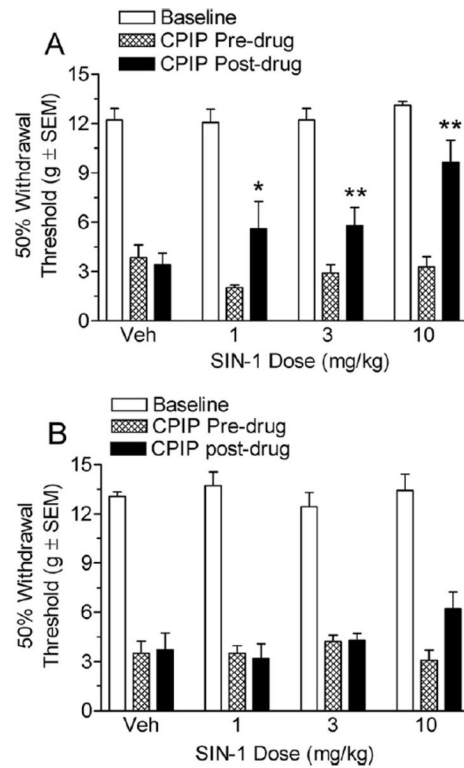 A
Baseline
CPIP Pre-drug
CPIP Post-drug
50% Withdrawal
Threshold (g ± SEM)
15
12
9
6
3
0
*
**
**
Veh
1
3
10
SIN-1 Dose (mg/kg)
B
Baseline
CPIP Pre-drug
CPIP post-drug
50% Withdrawal
Threshold (g ± SEM)
15
12
9
6
3
0
Veh
1
3
10
SIN-1 Dose (mg/kg)